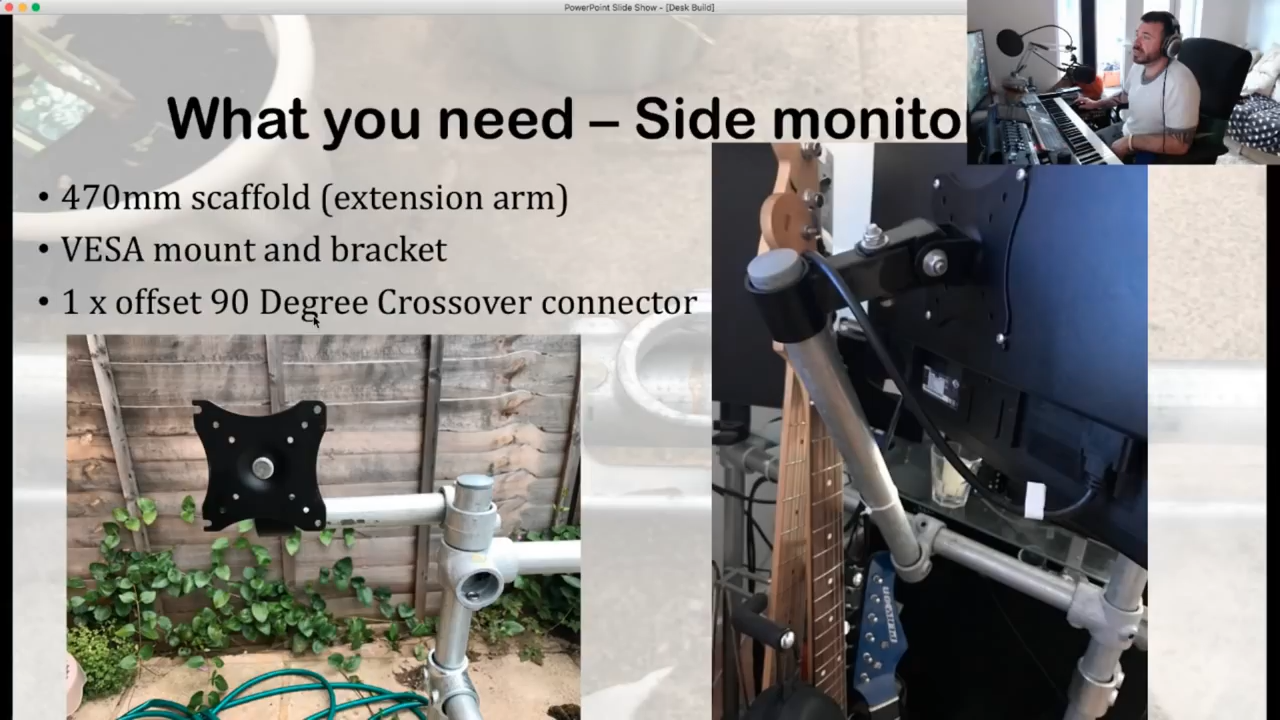 PowerPoint Slide Show - [Desk Build]
What you need – Side monito
• 470mm scaffold (extension arm)
• VESA mount and bracket
• 1 x offset 90 Degree Crossover connector